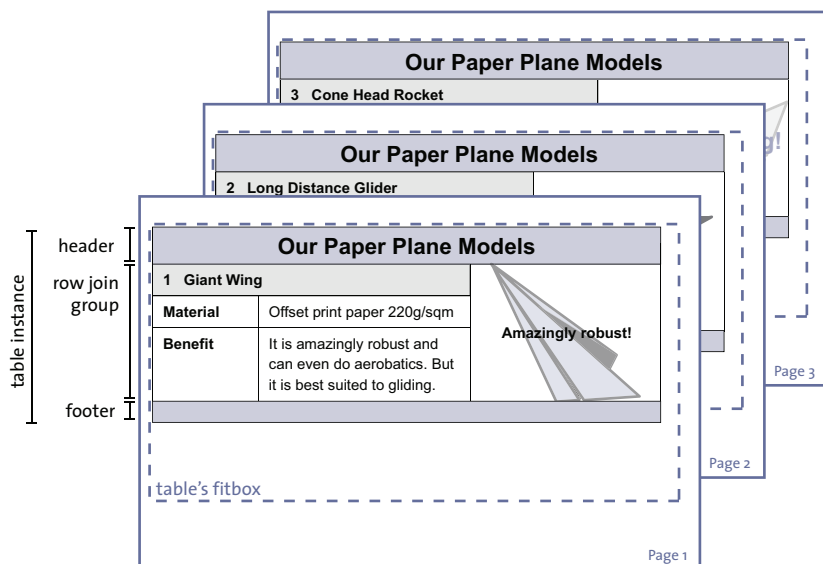 Our Paper Plane Models
3 Cone Head Rocket
g!
Page 3
Our Paper Plane Models
2 Long Distance Glider
Page 2
table instance
header
row join
group
footer
Our Paper Plane Models
1 Giant Wing
Material
Offset print paper 220g/sqm
Benefit
It is amazingly robust and
can even do aerobatics. But
it is best suited to gliding.
Amazingly robust!
table's fitbox
Page 1